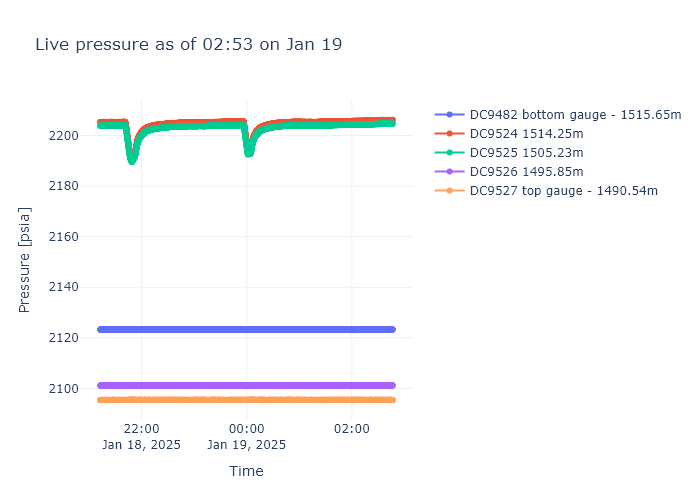 Live pressure as of 02:53 on Jan 19
DC9482 bottom gauge - 1515.65m
DC9524 1514.25m
DC9525 1505.23m
DC9526 1495.85m
DC9527 top gauge - 1490.54m
Pressure [psia]
2200
2180
2160
2140
2120
2100
22:00
Jan 18, 2025
00:00
Jan 19, 2025
02:00
Time